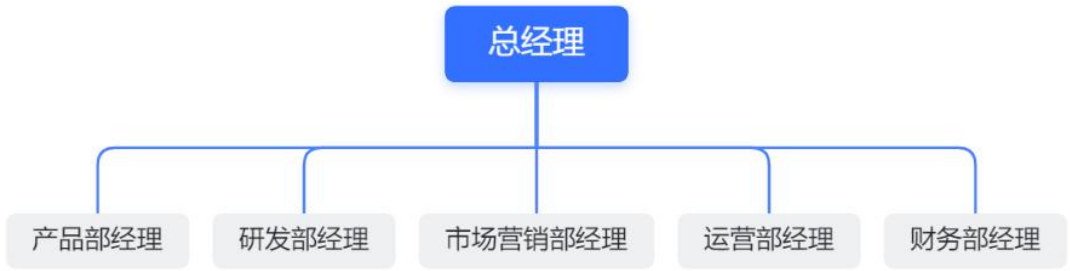 总经理
产品部经理
研发部经理
市场营销部经理
运营部经理
财务部经理